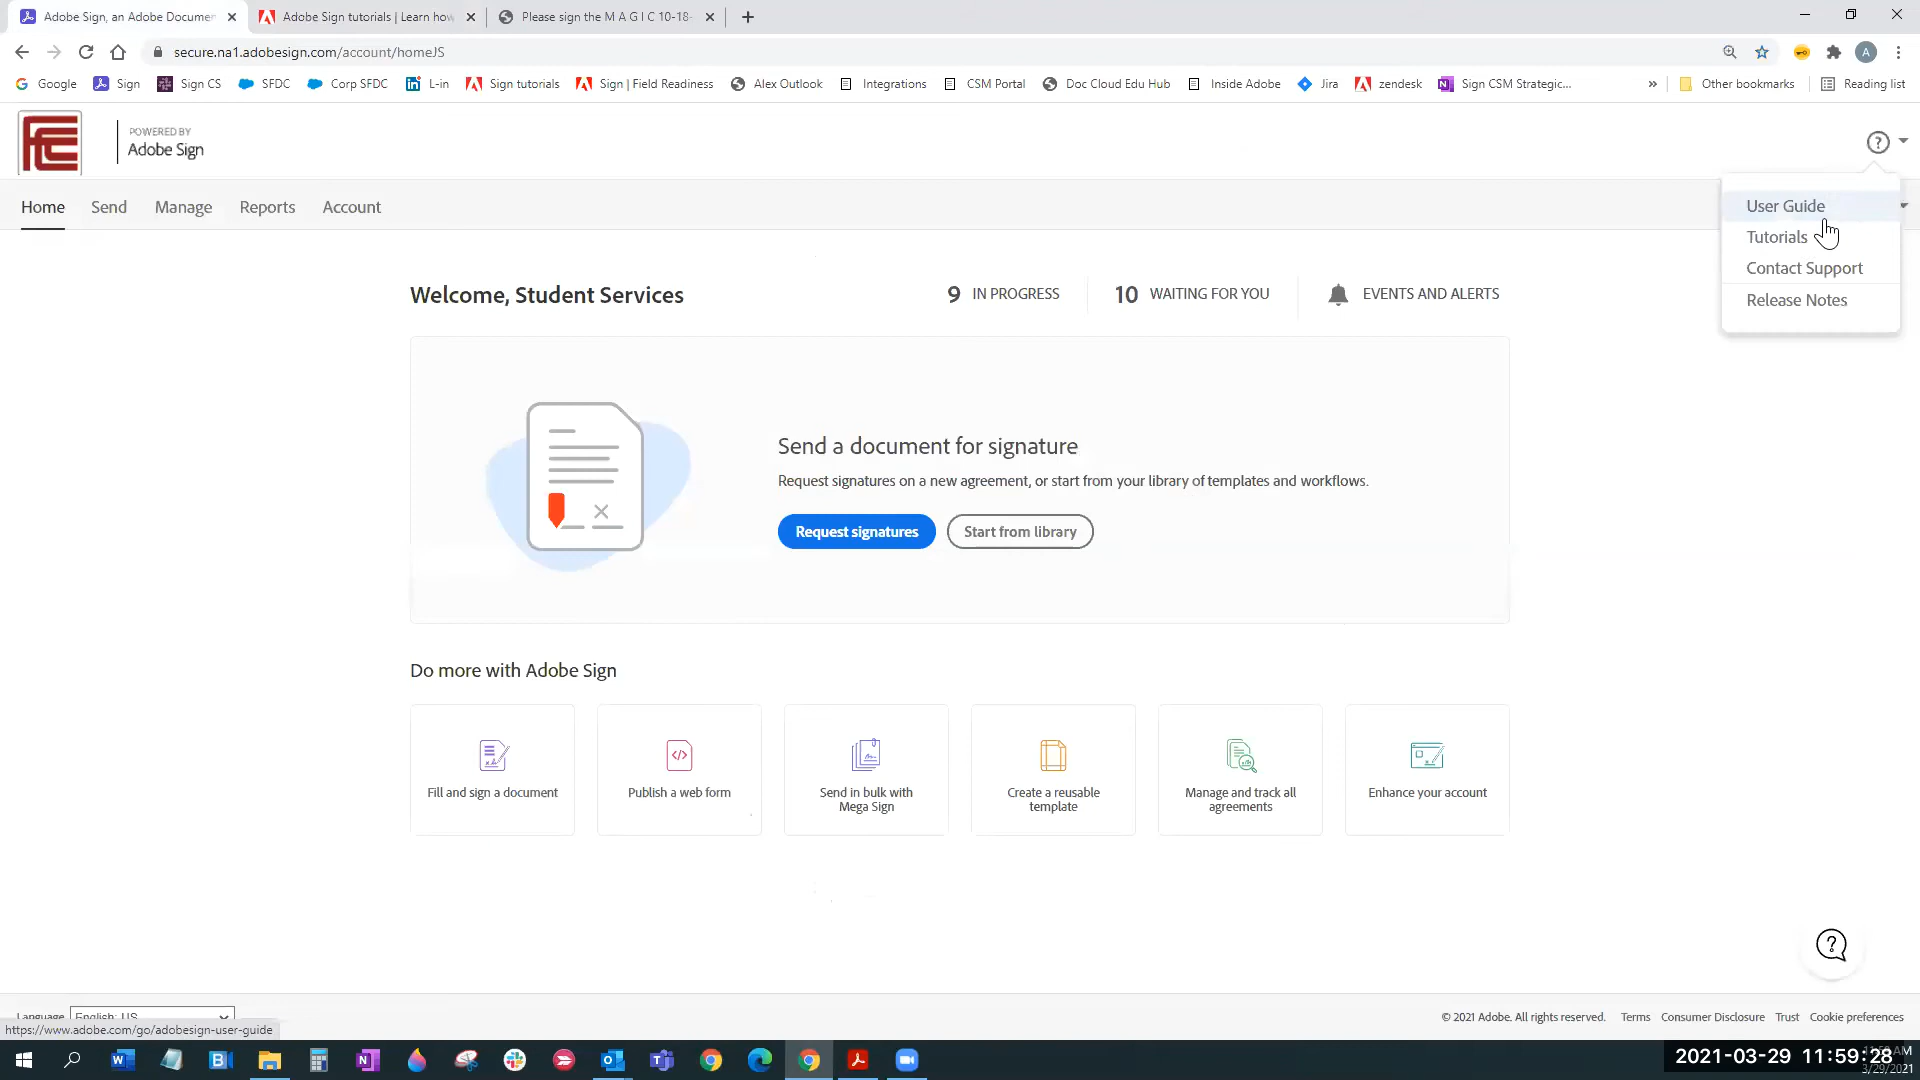 Adobe Sign, an Adobe Documen
Adobe Sign tutorials | Learn how
Please sign the M A G I C 10-18-
secure.na1.adobesign.com/account/homeJS
A
Google
Sign
Sign CS
SFDC
Corp SFDC
L-in
Sign tutorials
Sign | Field Readiness
Alex Outlook
Integrations
CSM Portal
Doc Cloud Edu Hub
Inside Adobe
Jira
zendesk
Sign CSM Strategic...
»
Other bookmarks
Reading list
POWERED BY
Adobe Sign
Home
Send
Manage
Reports
Account
User Guide
Tutorials
Contact Support
Release Notes
Welcome, Student Services
9 IN PROGRESS
10 WAITING FOR YOU
EVENTS AND ALERTS
Send a document for signature
Request signatures on a new agreement, or start from your library of templates and workflows.
Request signatures
Start from library
Do more with Adobe Sign
Fill and sign a document
Publish a web form
Send in bulk with
Mega Sign
Create a reusable
template
Manage and track all
agreements
Enhance your account
Language English: US
© 2021 Adobe. All rights reserved.
Terms
Consumer Disclosure
Trust
Cookie preferences
https://www.adobe.com/go/adobesign-user-guide
2021-03-29 11:59:28
3/29/2021